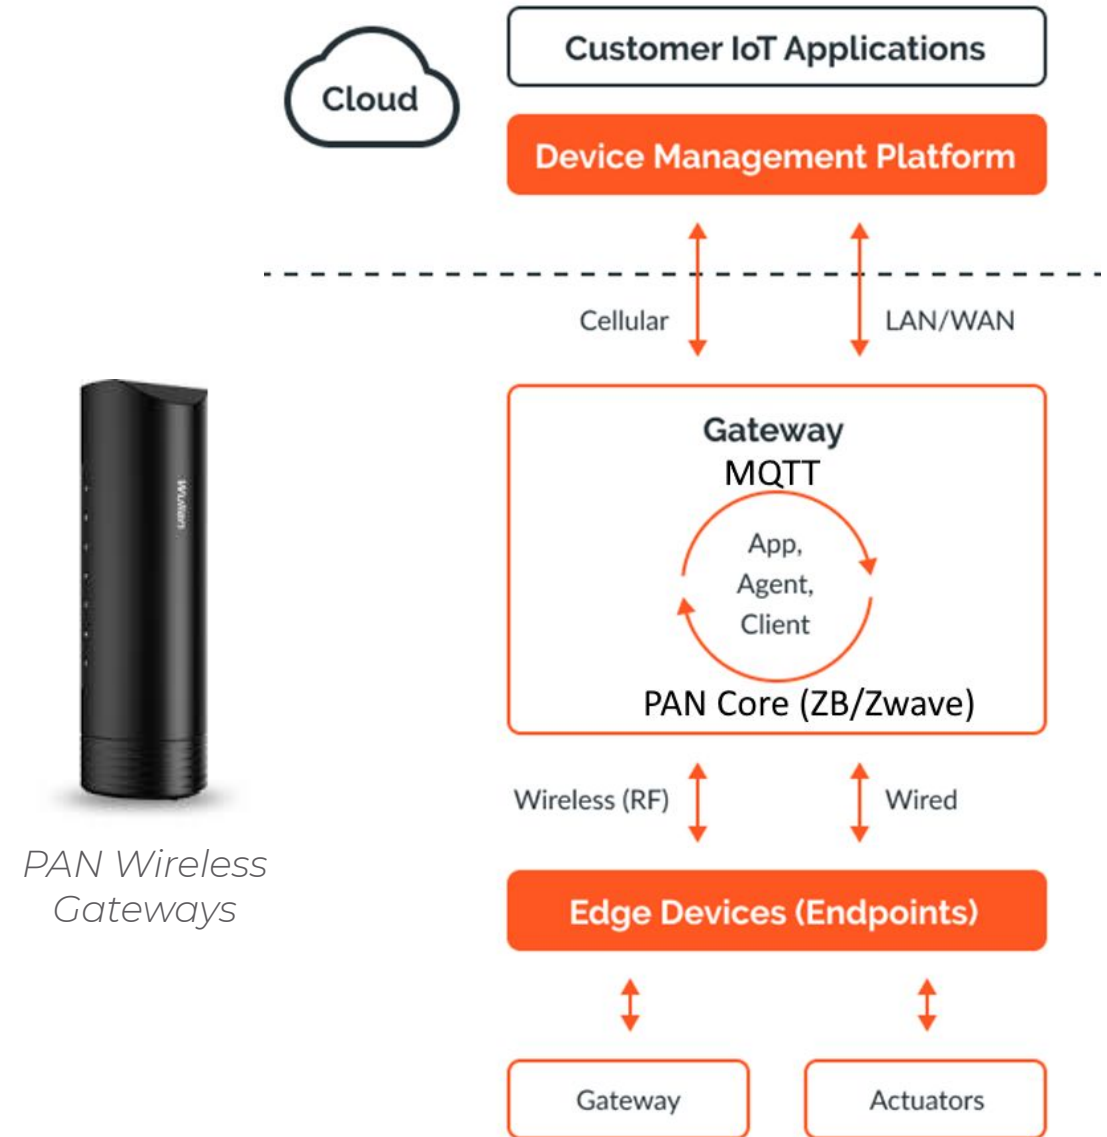 Customer IoT Applications
Cloud
Device Management Platform
Cellular
LAN/WAN
Gateway
MQTT
App,
Agent,
Client
PAN Core (ZB/Zwave)
Wulian
Wireless (RF)
Wired
PAN Wireless
Gateways
Edge Devices (Endpoints)
Gateway
Actuators